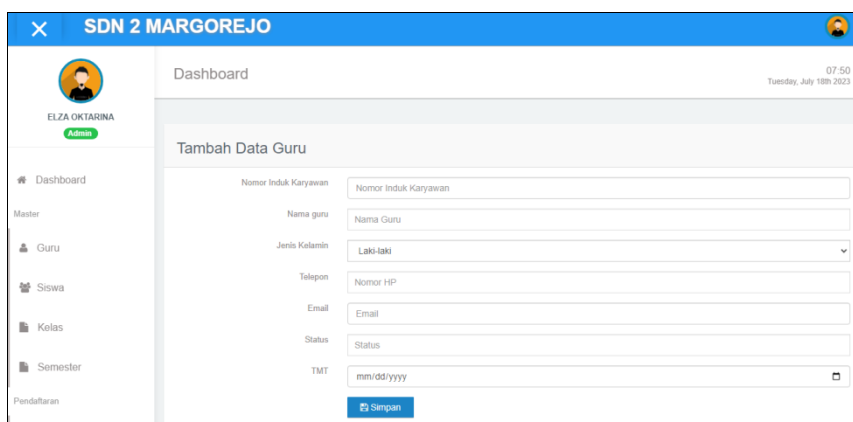 SDN 2 MARGOREJO
ELZA OKTARINA
Admin
Dashboard
Master
Guru
Siswa
Kelas
Semester
Pendaftaran
Dashboard
07:50
Tuesday, July 18th 2023
Tambah Data Guru
Nomor Induk Karyawan
Nomor Induk Karyawan
Nama guru
Nama Guru
Jenis Kelamin
Laki-laki
Telepon
Nomor HP
Email
Email
Status
Status
TMT
mm/dd/yyyy
Simpan